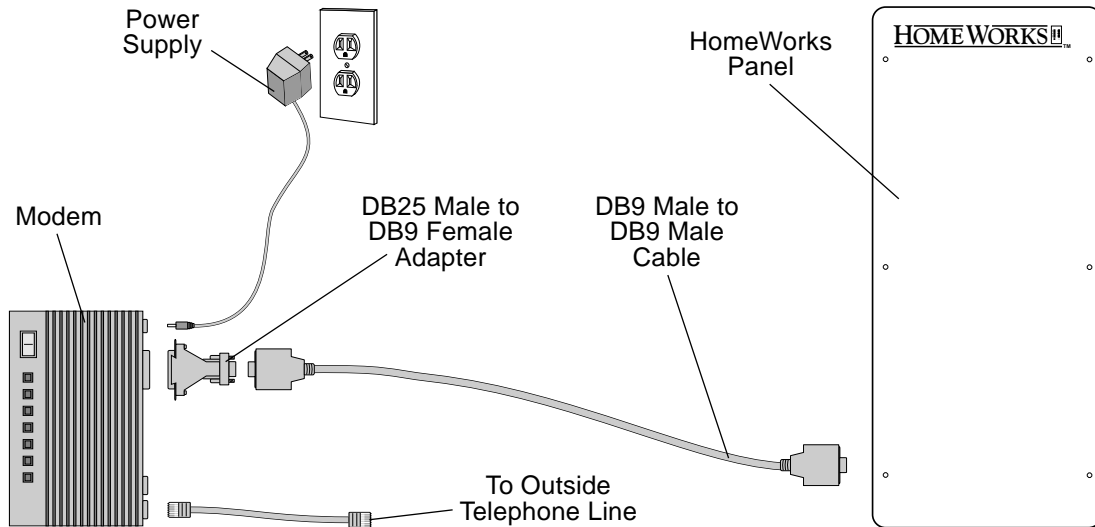 Power
Supply
HOMEWORKS
TM
HomeWorks
Panel
Modem
DB25 Male to
DB9 Female
Adapter
DB9 Male to
DB9 Male
Cable
To Outside
Telephone Line